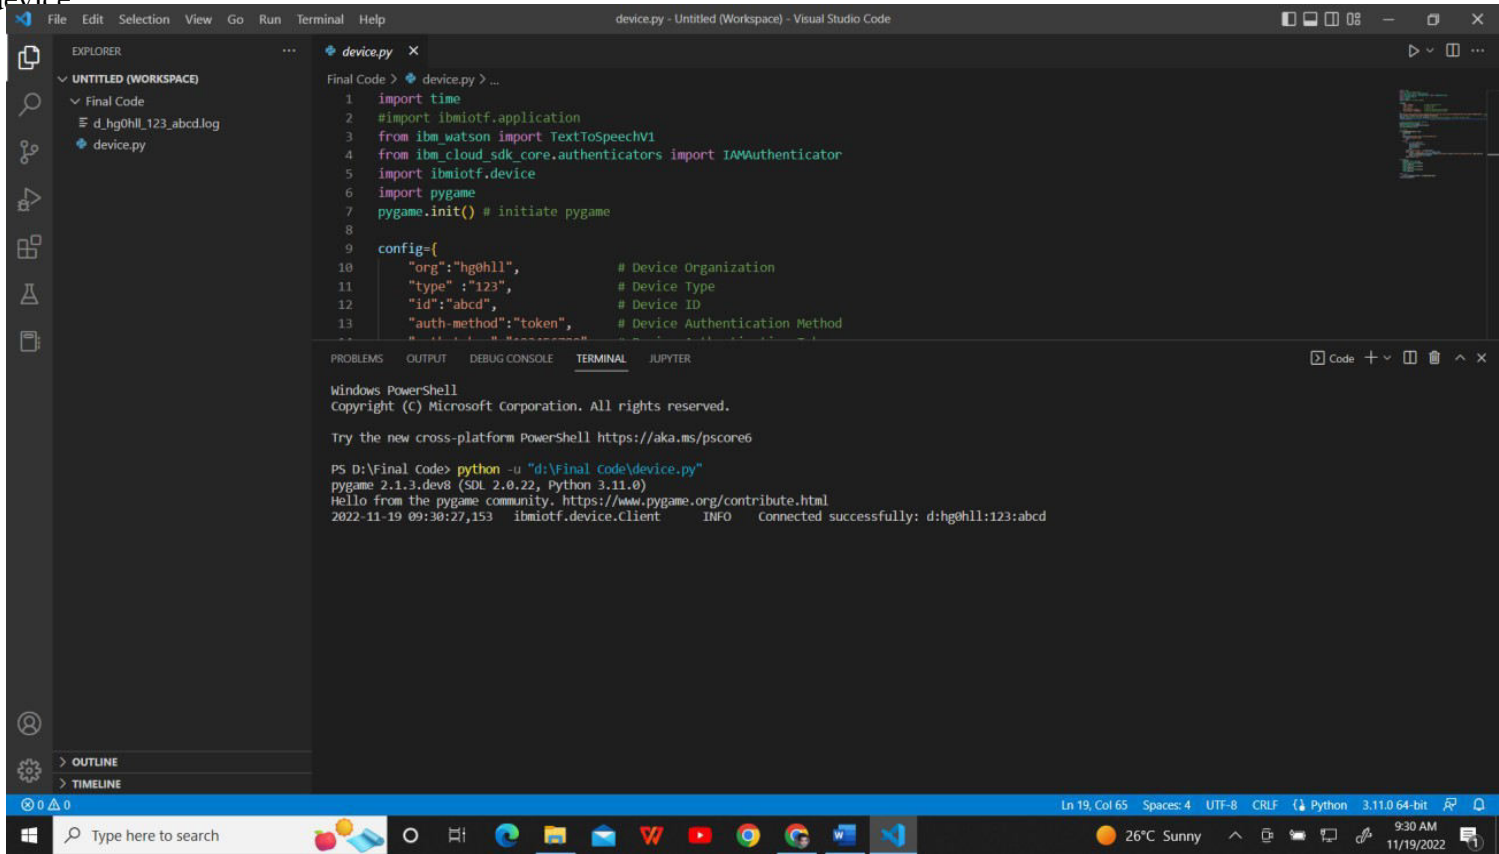 File Edit Selection View Go Run Terminal Help
device.py - Untitled (Workspace) - Visual Studio Code
EXPLORER
UNTITLED (WORKSPACE)
Final Code
d_hg0hll_123_abcd.log
device.py
OUTLINE
TIMELINE
device.py
Final Code > device.py > ...
1 import time
2 #import ibmiotf.application
3 from ibm_watson import TextToSpeechV1
4 from ibm_cloud_sdk_core.authenticators import IAMAuthenticator
5 import ibmiotf.device
6 import pygame
7 pygame.init() # initiate pygame
8
9 config={
10 "org":"hg0hll", # Device Organization
11 "type" :"123", # Device Type
12 "id":"abcd", # Device ID
13 "auth-method":"token", # Device Authentication Method
PROBLEMS OUTPUT DEBUG CONSOLE TERMINAL JUPYTER
Code
Windows PowerShell
Copyright (C) Microsoft Corporation. All rights reserved.
Try the new cross-platform PowerShell https://aka.ms/pscore6
PS D:\Final Code> python -u "d:\Final Code\device.py"
pygame 2.1.3.dev8 (SDL 2.0.22, Python 3.11.0)
Hello from the pygame community. https://www.pygame.org/contribute.html
2022-11-19 09:30:27,153 ibmiotf.device.Client INFO Connected successfully: d:hg0hll:123:abcd
0 0
Ln 19, Col 65 Spaces: 4 UTF-8 CRLF Python 3.11.0 64-bit
Type here to search
26°C Sunny
9:30 AM
11/19/2022